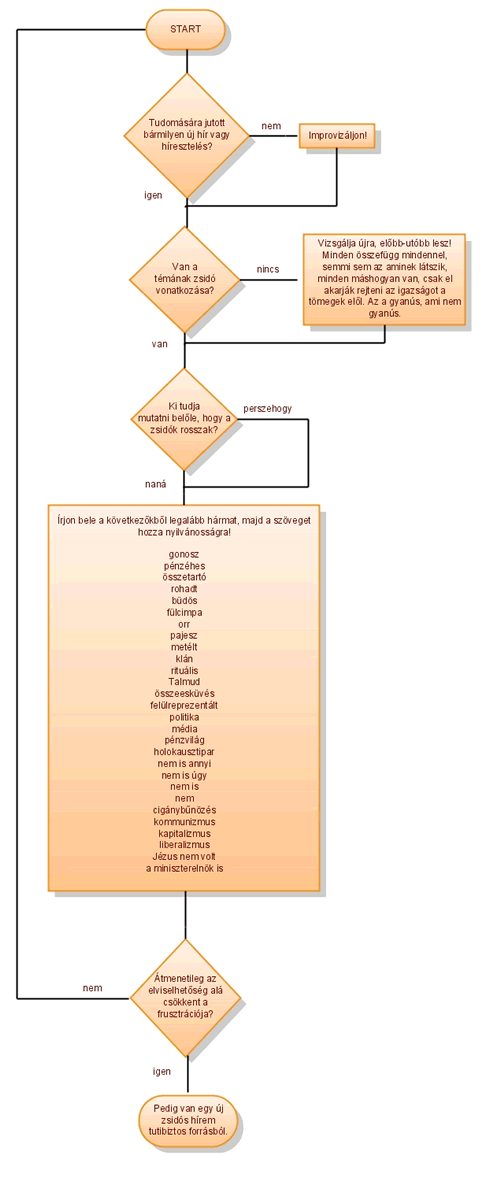 START
Tudomására jutott
bármilyen új hír vagy
híresztelés?
nem
Improvizáljon!
igen
Van a
témának zsidó
vonatkozása?
nincs
Vizsgálja újra, előbb-utóbb lesz!
Minden összefügg mindennel,
semmi sem az aminek látszik,
minden máshogyan van, csak el
akarják rejteni az igazságot a
tömegek elől. Az a gyanús, ami nem
gyanús.
van
Ki tudja
mutatni belőle, hogy a
zsidók rosszak?
perszehogy
naná
Írjon bele a következőkből legalább hármat, majd a szöveget
hozza nyilvánosságra!
gonosz
pénzéhes
összetartó
rohadt
büdös
fülcimpa
orr
pajesz
metélt
klán
rituális
Talmud
összeesküvés
felülreprezentált
politika
média
pénzvilág
holokausztipar
nem is annyi
nem is úgy
nem is
nem
cigánybűnözés
kommunizmus
kapitalizmus
liberalizmus
Jézus nem volt
a miniszterelnök is
Átmenetileg az
elviselhetőség alá
csökkent a
frusztrációja?
nem
igen
Pedig van egy új
zsidós hírem
tutibiztos forrásból.